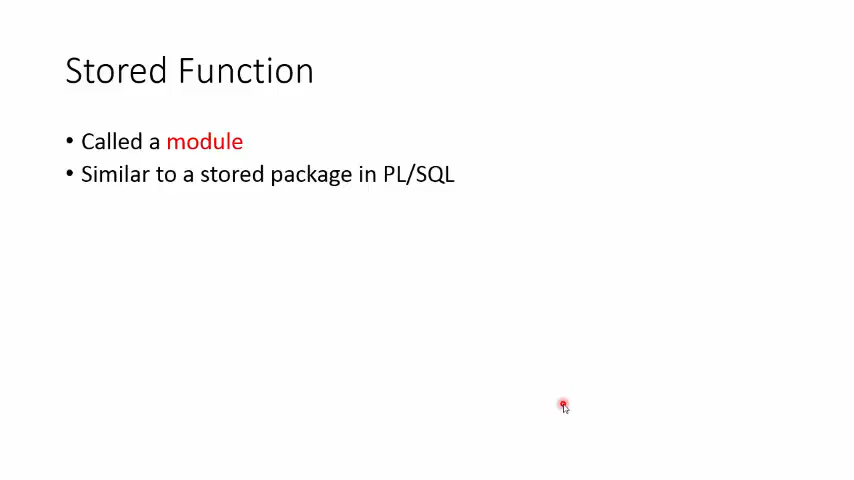 Stored Function
• Called a module
• Similar to a stored package in PL/SQL